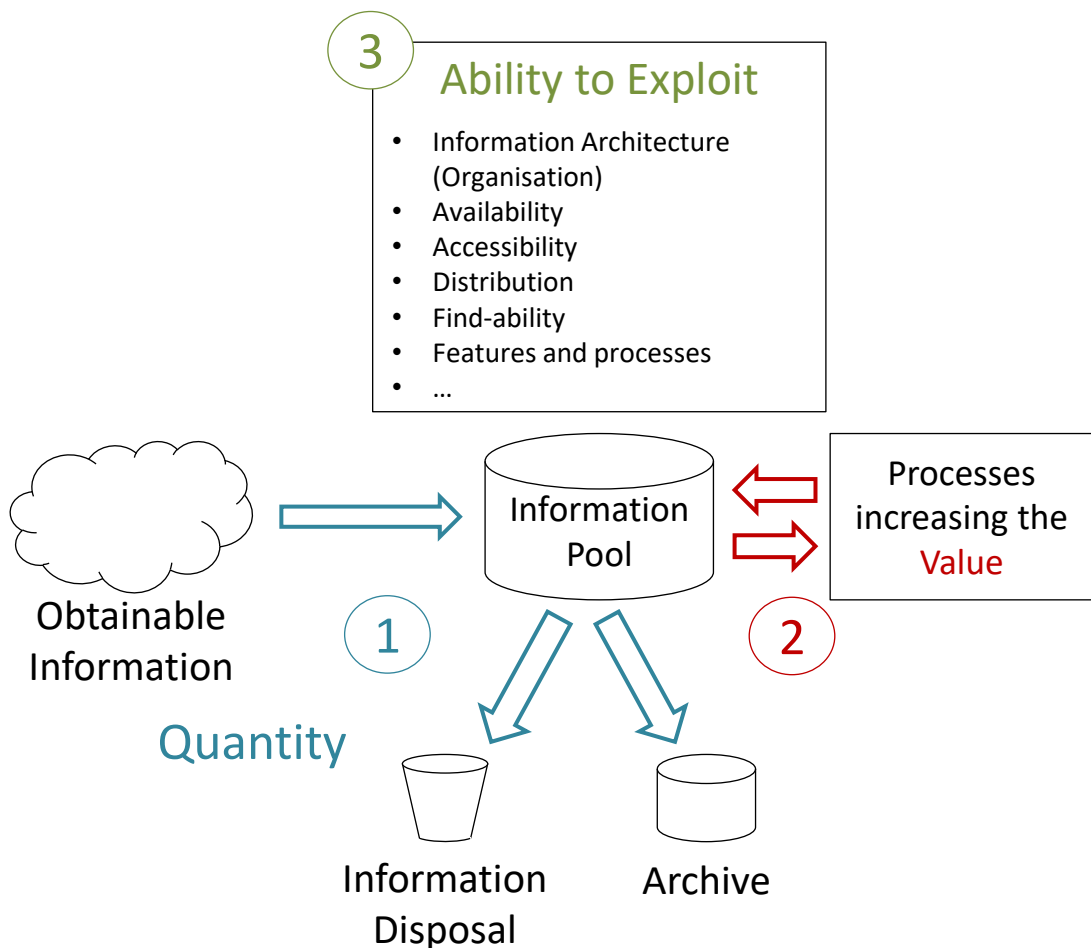 3
Ability to Exploit
• Information Architecture
(Organisation)
• Availability
• Accessibility
• Distribution
• Find-ability
• Features and processes
• ...
Information
Pool
Processes
increasing the
Value
Obtainable
Information
1
2
Quantity
Information
Disposal
Archive